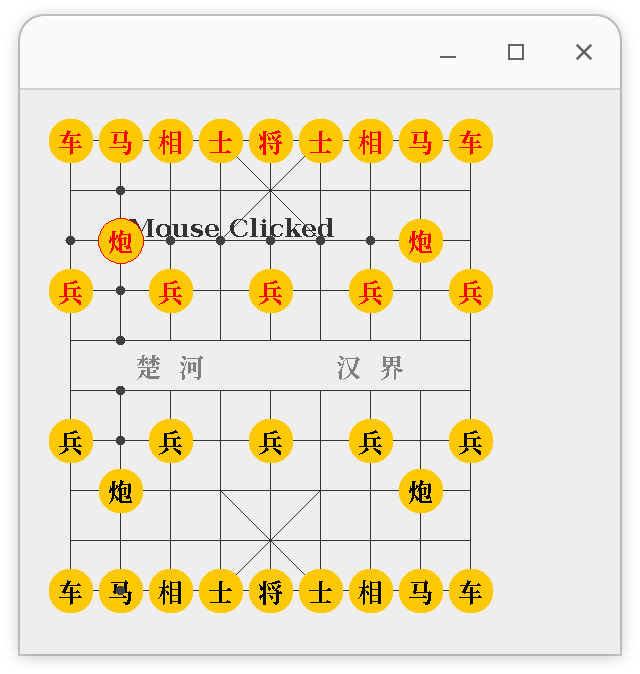 车 马 相 士 将 士 相 马 车
Mouse Clicked
炮 炮
兵 兵 兵 兵 兵
楚 河 汉 界
兵 兵 兵 兵 兵
炮 炮
车 马 相 士 将 士 相 马 车